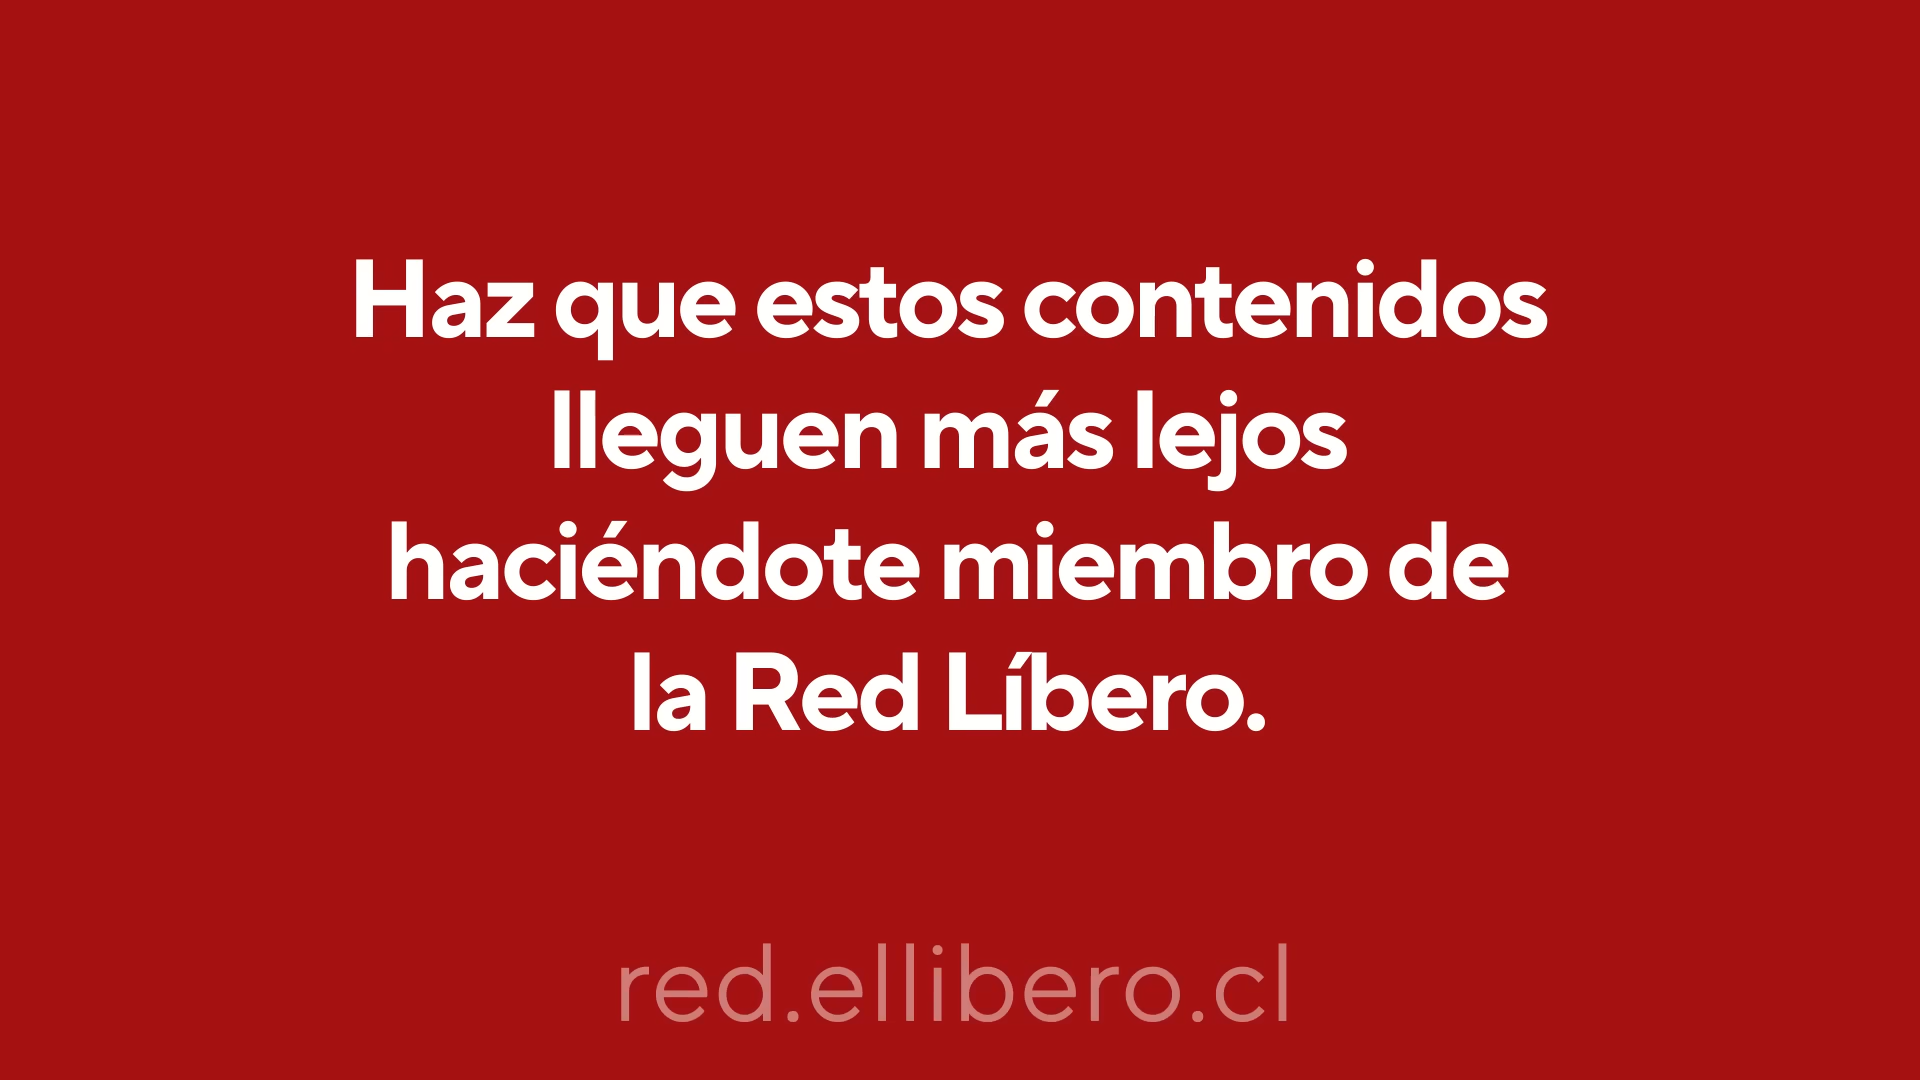 Haz que estos contenidos
lleguen más lejos
haciéndote miembro de
la Red Líbero.
red.ellibero.cl